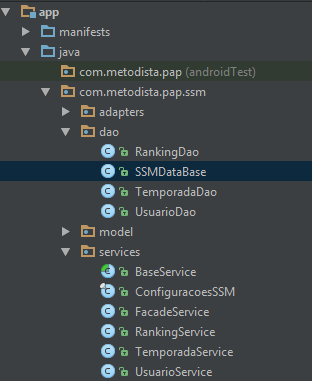 app
manifests
java
com.metodista.pap (androidTest)
com.metodista.pap.ssm
adapters
dao
RankingDao
SSMDataBase
TemporadaDao
UsuarioDao
model
services
BaseService
ConfiguracoesSSM
FacadeService
RankingService
TemporadaService
UsuarioService